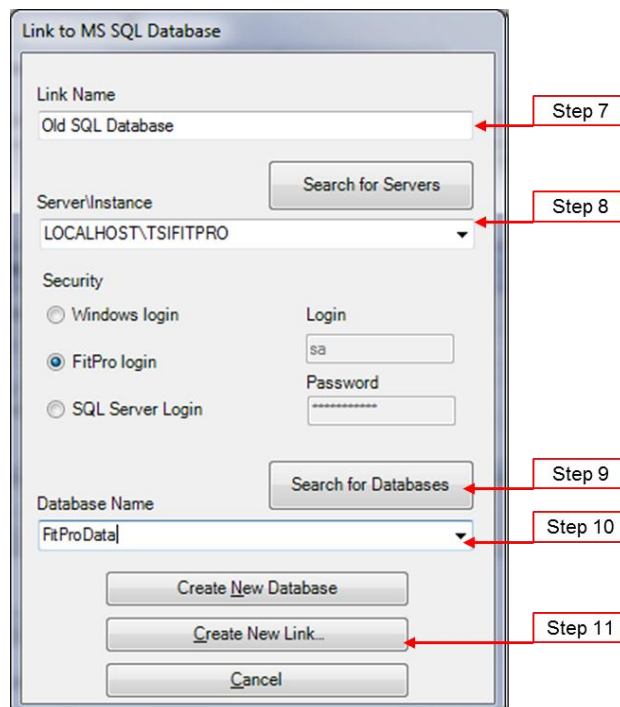 Link to MS SQL Database
Link Name
Old SQL Database
Step 7
Search for Servers
Server\Instance
Step 8
LOCALHOST\TSIFITPRO
Security
Windows login
Login
sa
FitPro login
Password
***********
SQL Server Login
Search for Databases
Step 9
Database Name
FitProData
Step 10
Create New Database
Create New Link...
Step 11
Cancel